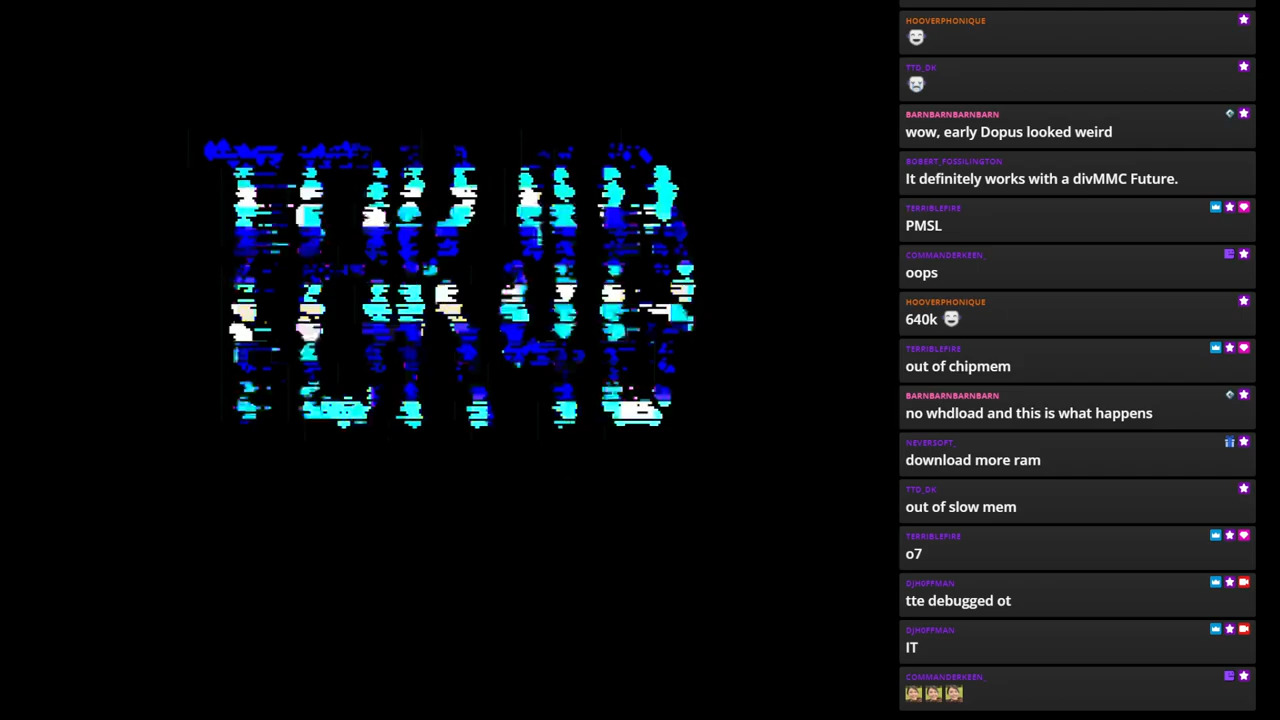 HOOVERPHONIQUE
TTD_DK
BARNBARNBARNBARN
wow, early Dopus looked weird
ROBERT_FOSSILINGTON
It definitely works with a divMMC Future.
TERRIBLEFIRE
PMSL
COMMANDERKEEN_
oops
HOOVERPHONIQUE
640k
TERRIBLEFIRE
out of chipmem
BARNBARNBARNBARN
no whdload and this is what happens
NEVERSOFT_
download more ram
TTD_DK
out of slow mem
TERRIBLEFIRE
o7
DJH0FFMAN
tte debugged ot
DJH0FFMAN
IT
COMMANDERKEEN_